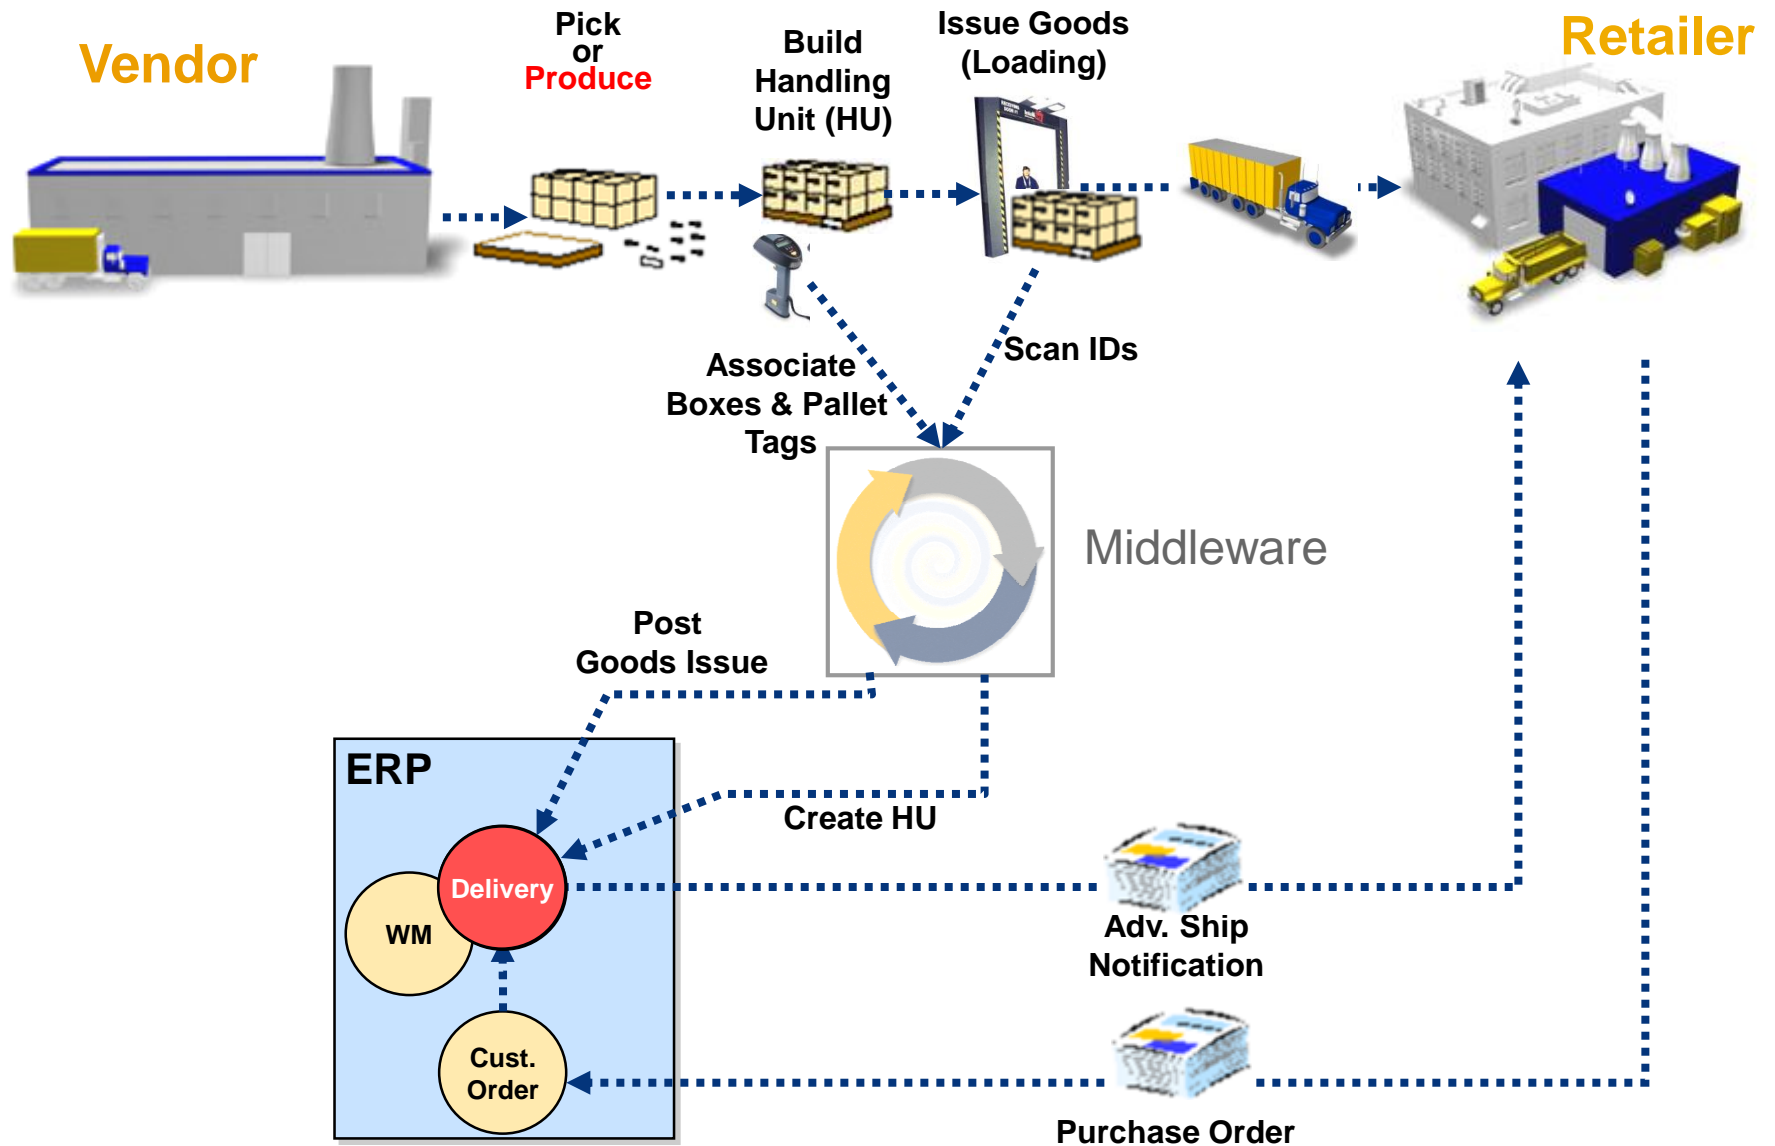 Vendor
Pick
or
Produce
Build
Handling
Unit (HU)
Issue Goods
(Loading)
Retailer
Associate
Boxes & Pallet
Tags
Scan IDs
Middleware
Post
Goods Issue
ERP
Create HU
Delivery
WM
Adv. Ship
Notification
Cust.
Order
Purchase Order